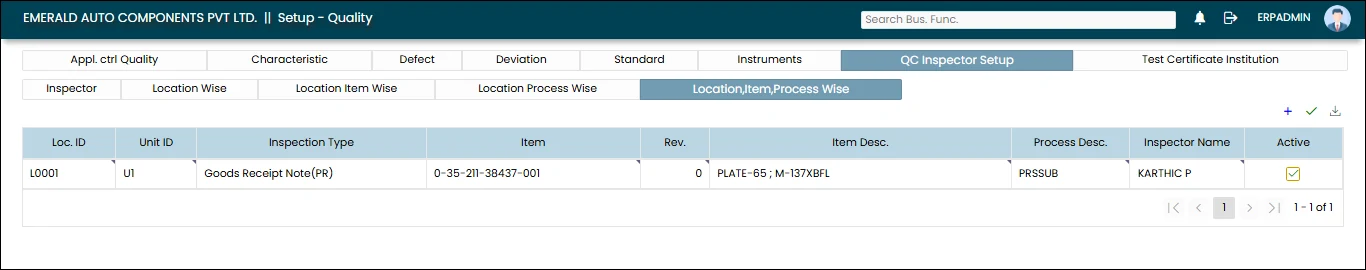 EMERALD AUTO COMPONENTS PVT LTD. || Setup - Quality
Search Bus. Func.
ERPADMIN
Appl. ctrl Quality Characteristic Defect Deviation Standard Instruments QC Inspector Setup Test Certificate Institution
Inspector Location Wise Location Item Wise Location Process Wise Location,Item,Process Wise
Loc. ID Unit ID Inspection Type Item Rev. Item Desc. Process Desc. Inspector Name Active
L0001 U1 Goods Receipt Note(PR) 0-35-211-38437-001 0 PLATE-65 ; M-137XBFL PRSSUB KARTHIC P
1 1 - 1 of 1